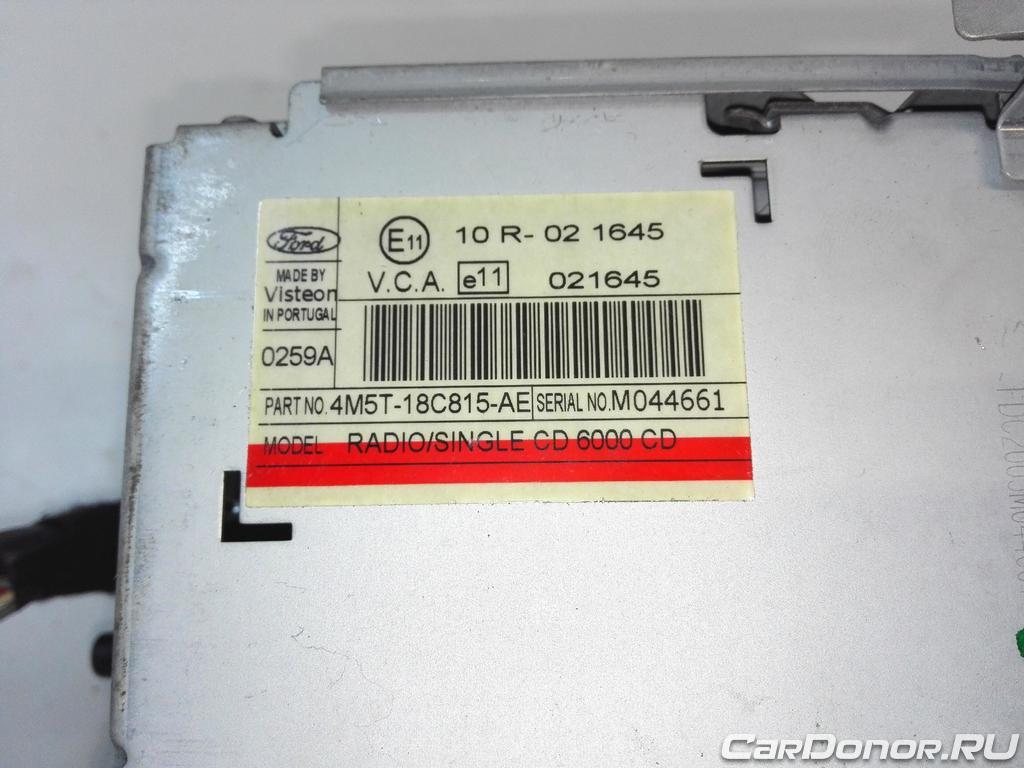 Ford
E11 10 R- 02 1645
MADE BY
Visteon
IN PORTUGAL
V.C.A. e11 021645
0259A
PART NO. 4M5T-18C815-AE SERIAL NO. M044661
MODEL RADIO/SINGLE CD 6000 CD
CarDonor.RU